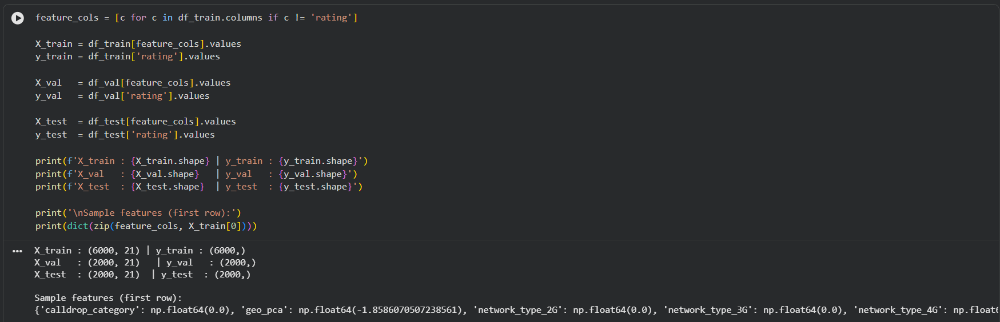 feature_cols = [c for c in df_train.columns if c != 'rating']
X_train = df_train[feature_cols].values
y_train = df_train['rating'].values
X_val   = df_val[feature_cols].values
y_val   = df_val['rating'].values
X_test  = df_test[feature_cols].values
y_test  = df_test['rating'].values
print(f'X_train : {X_train.shape} | y_train : {y_train.shape}')
print(f'X_val   : {X_val.shape}   | y_val   : {y_val.shape}')
print(f'X_test  : {X_test.shape}  | y_test  : {y_test.shape}')
print('\nSample features (first row):')
print(dict(zip(feature_cols, X_train[0])))
X_train : (6000, 21) | y_train : (6000,)
X_val   : (2000, 21)   | y_val   : (2000,)
X_test  : (2000, 21)  | y_test  : (2000,)
Sample features (first row):
{'calldrop_category': np.float64(0.0), 'geo_pca': np.float64(-1.8586070507238561), 'network_type_2G': np.float64(0.0), 'network_type_3G': np.float64(0.0), 'network_type_4G': np.float